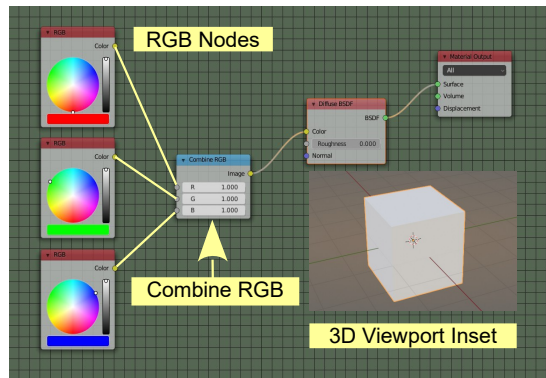 RGB
Color
RGB Nodes
RGB
Color
RGB
Color
Combine RGB
Image
R 1.000
G 1.000
B 1.000
Combine RGB
Diffuse BSDF
BSDF
Color
Roughness 0.000
Normal
Material Output
All
Surface
Volume
Displacement
3D Viewport Inset